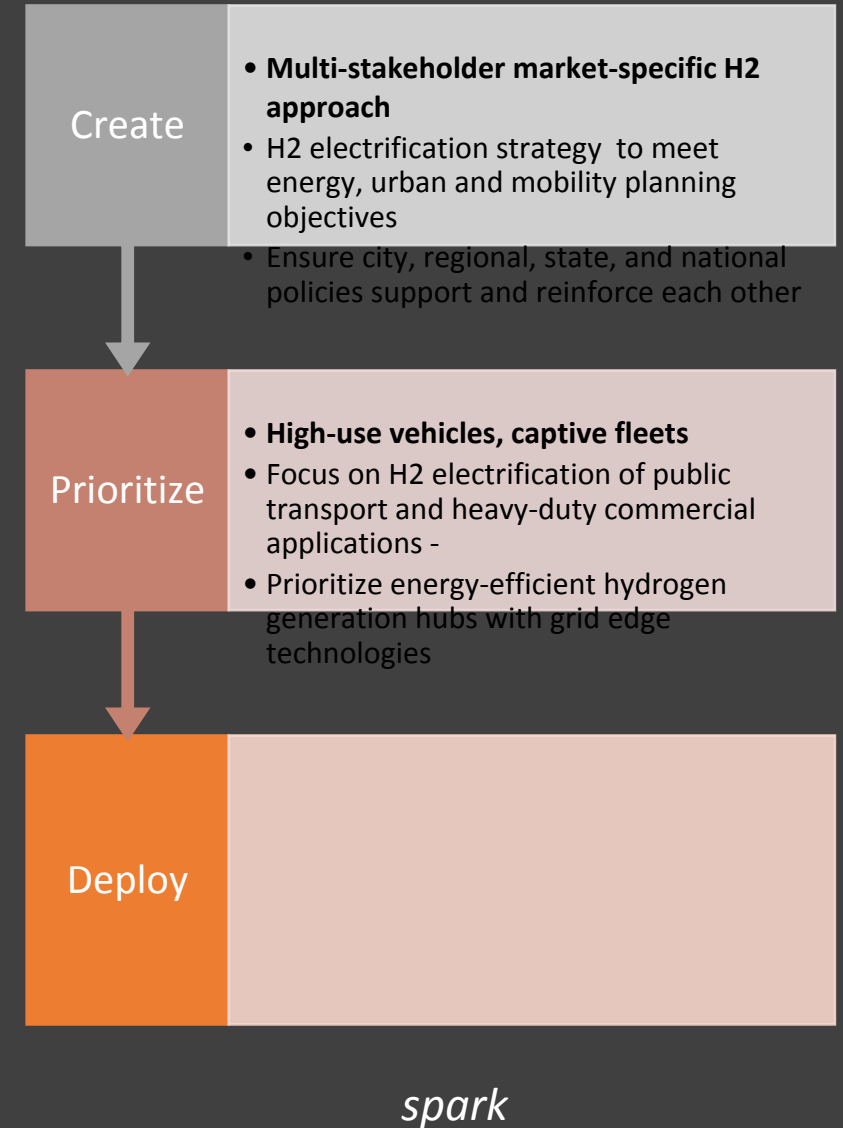 Create
• Multi-stakeholder market-specific H2
approach
• H2 electrification strategy to meet
energy, urban and mobility planning
objectives
• Ensure city, regional, state, and national
policies support and reinforce each other
Prioritize
• High-use vehicles, captive fleets
• Focus on H2 electrification of public
transport and heavy-duty commercial
applications -
• Prioritize energy-efficient hydrogen
generation hubs with grid edge
technologies
Deploy
spark